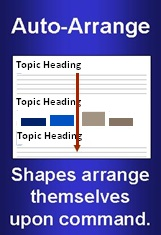 Auto-Arrange
Topic Heading
Topic Heading
Topic Heading
Shapes arrange
themselves
upon command.